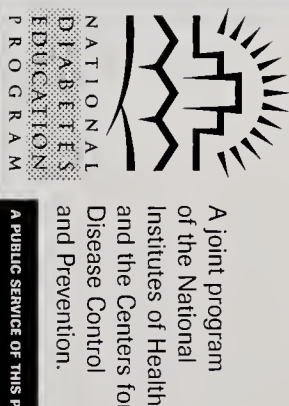 NATIONAL
DIABETES
EDUCATION
PROGRAM
A joint program
of the National
Institutes of Health
and the Centers for
Disease Control
and Prevention.
A PUBLIC SERVICE OF THIS